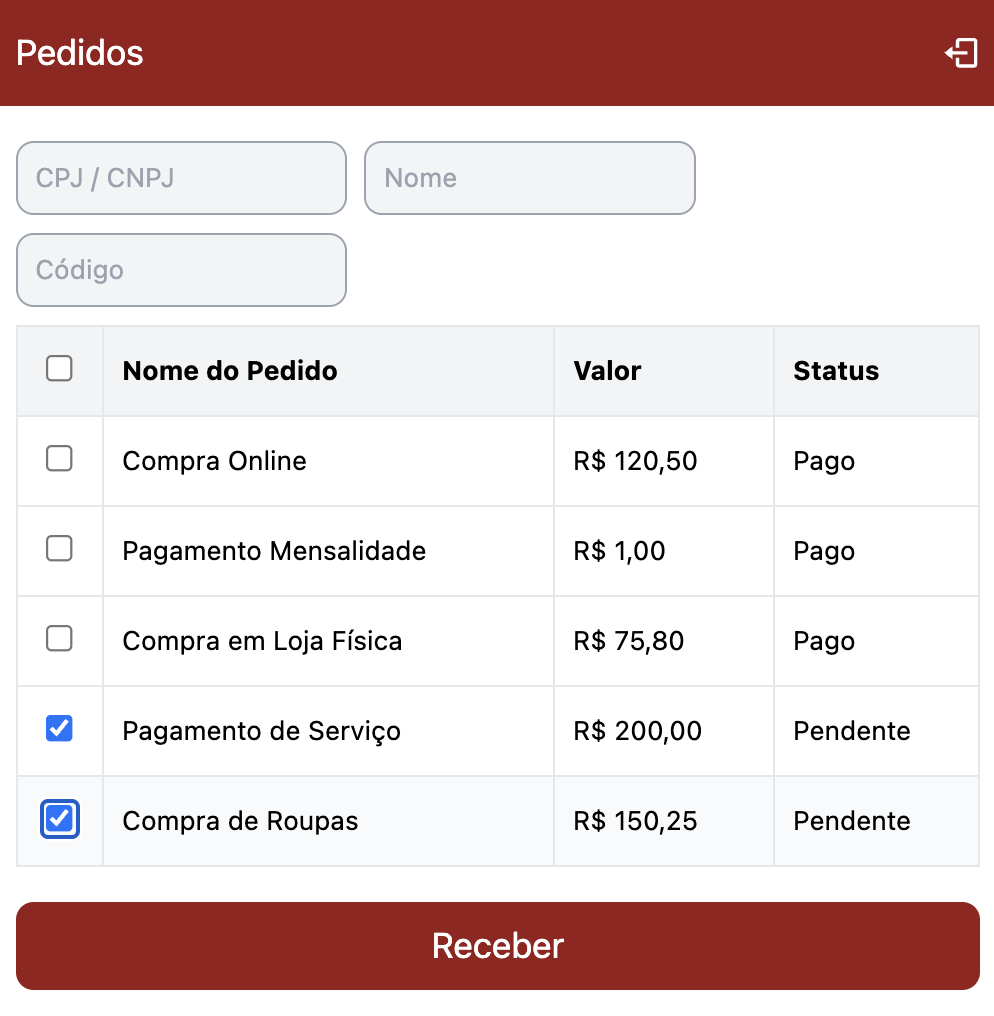 Pedidos
CPJ / CNPJ
Nome
Código
Nome do Pedido Valor Status
Compra Online R$ 120,50 Pago
Pagamento Mensalidade R$ 1,00 Pago
Compra em Loja Física R$ 75,80 Pago
Pagamento de Serviço R$ 200,00 Pendente
Compra de Roupas R$ 150,25 Pendente
Receber